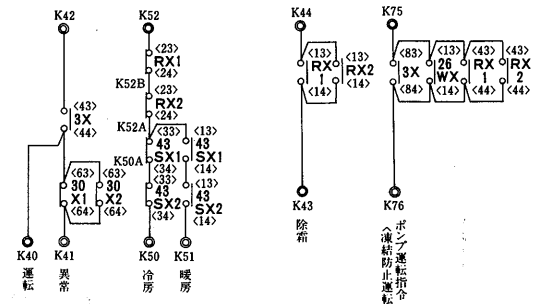 K42
K52
K44
K75
<23>
RX1
<24>
K52B
<23>
RX2
<24>
K52A
<43>
3X
<44>
<33>
43
SX1
<34>
K50A
<13>
43
SX1
<14>
<33>
43
SX2
<34>
<13>
43
SX2
<14>
<63>
30
X1
<64>
<63>
30
X2
<64>
<13>
RX
1
<14>
<13>
RX2
<14>
<83>
3X
<84>
<13>
26
WX
<14>
<43>
RX
1
<44>
<43>
RX
2
<44>
K40
運転
K41
異常
K50
冷房
K51
暖房
K43
除霜
K76
ポンプ運転指令
<凍結防止運転